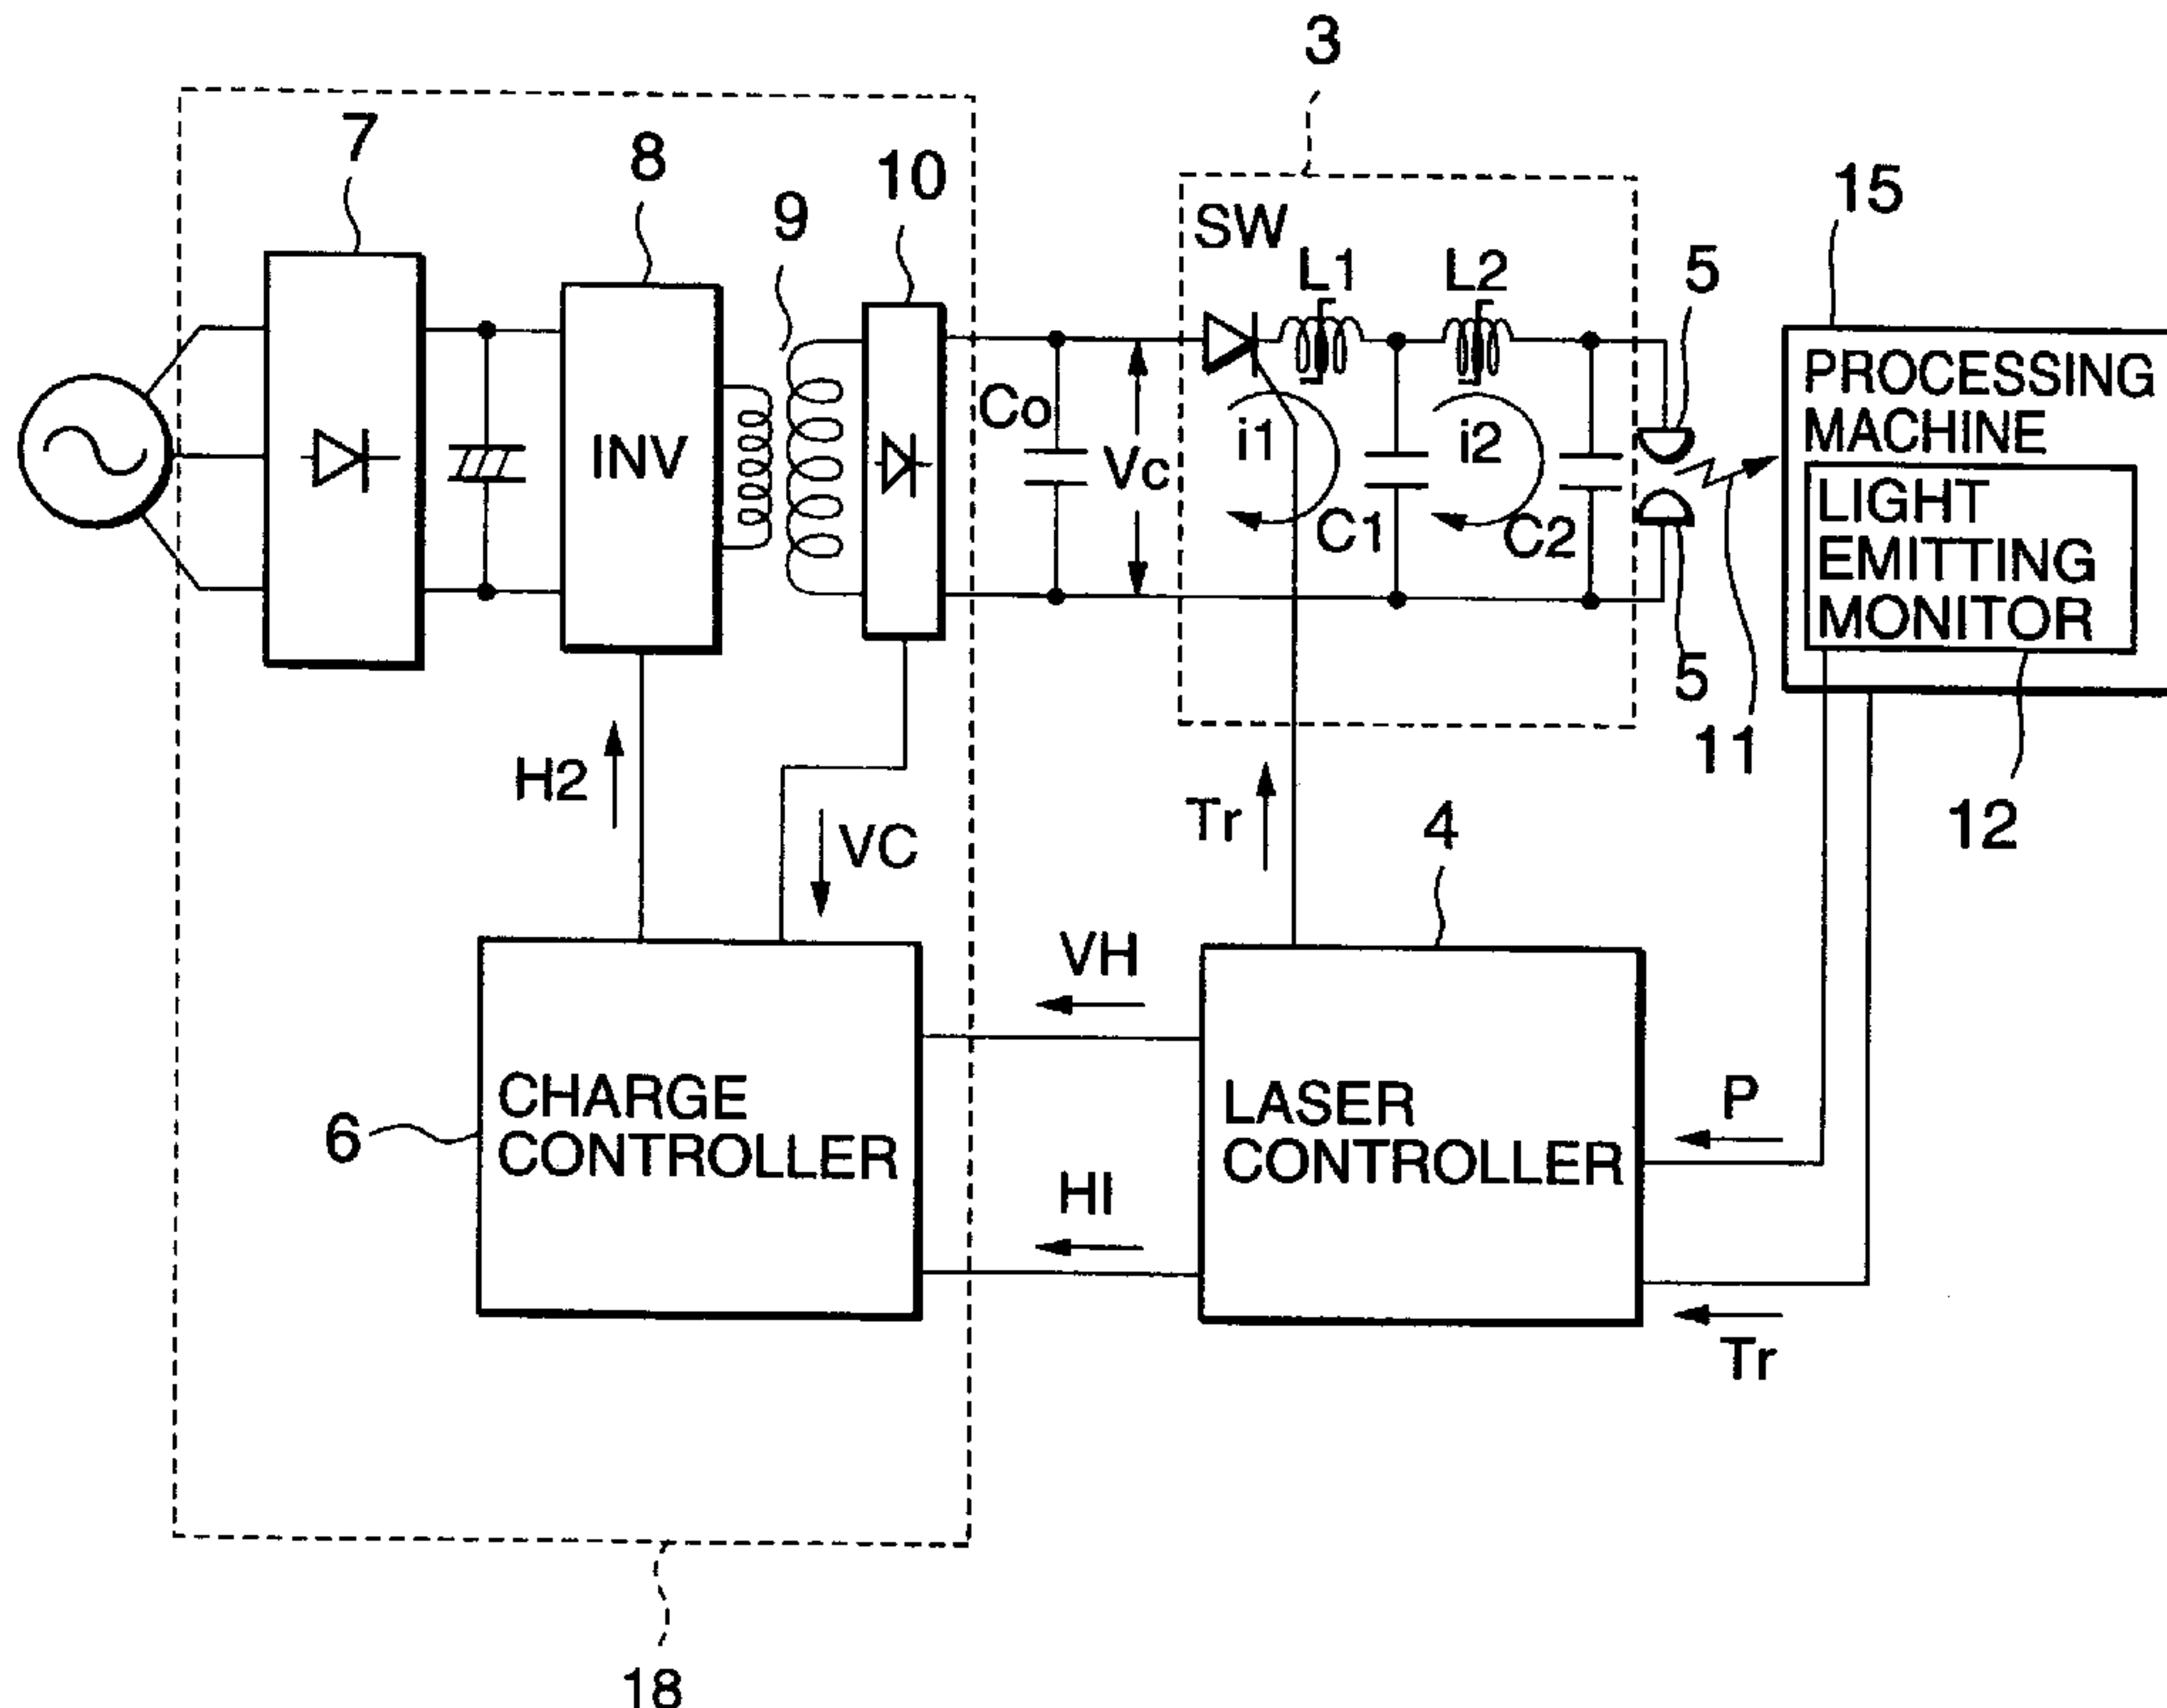 3
7
8
10
9
15
SW
L1
L2
5
PROCESSING
MACHINE
Co
Vc
i1
i2
INV
LIGHT
EMITTING
MONITOR
C1
C2
5
11
H2
Tr
4
12
VC
VH
CHARGE
CONTROLLER
LASER
CONTROLLER
P
6
HI
Tr
18